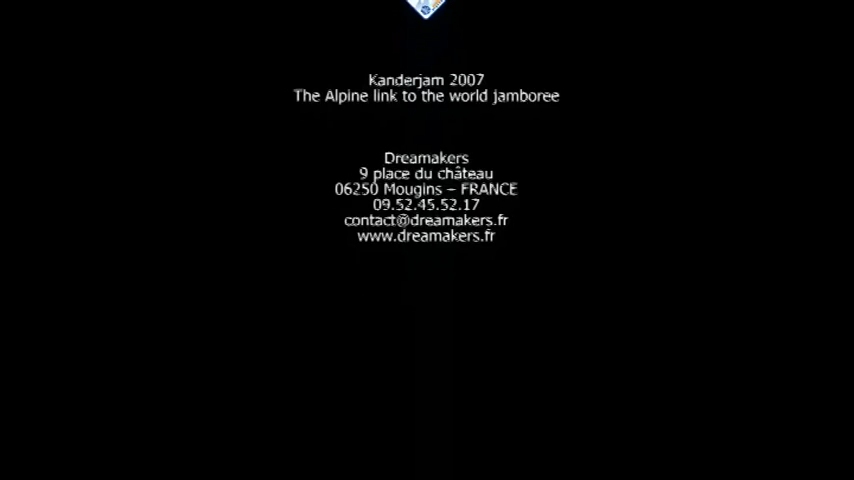 Kanderjam 2007
The Alpine link to the world jamboree
Dreamakers
9 place du château
06250 Mougins – FRANCE
09.52.45.52.17
contact@dreamakers.fr
www.dreamakers.fr